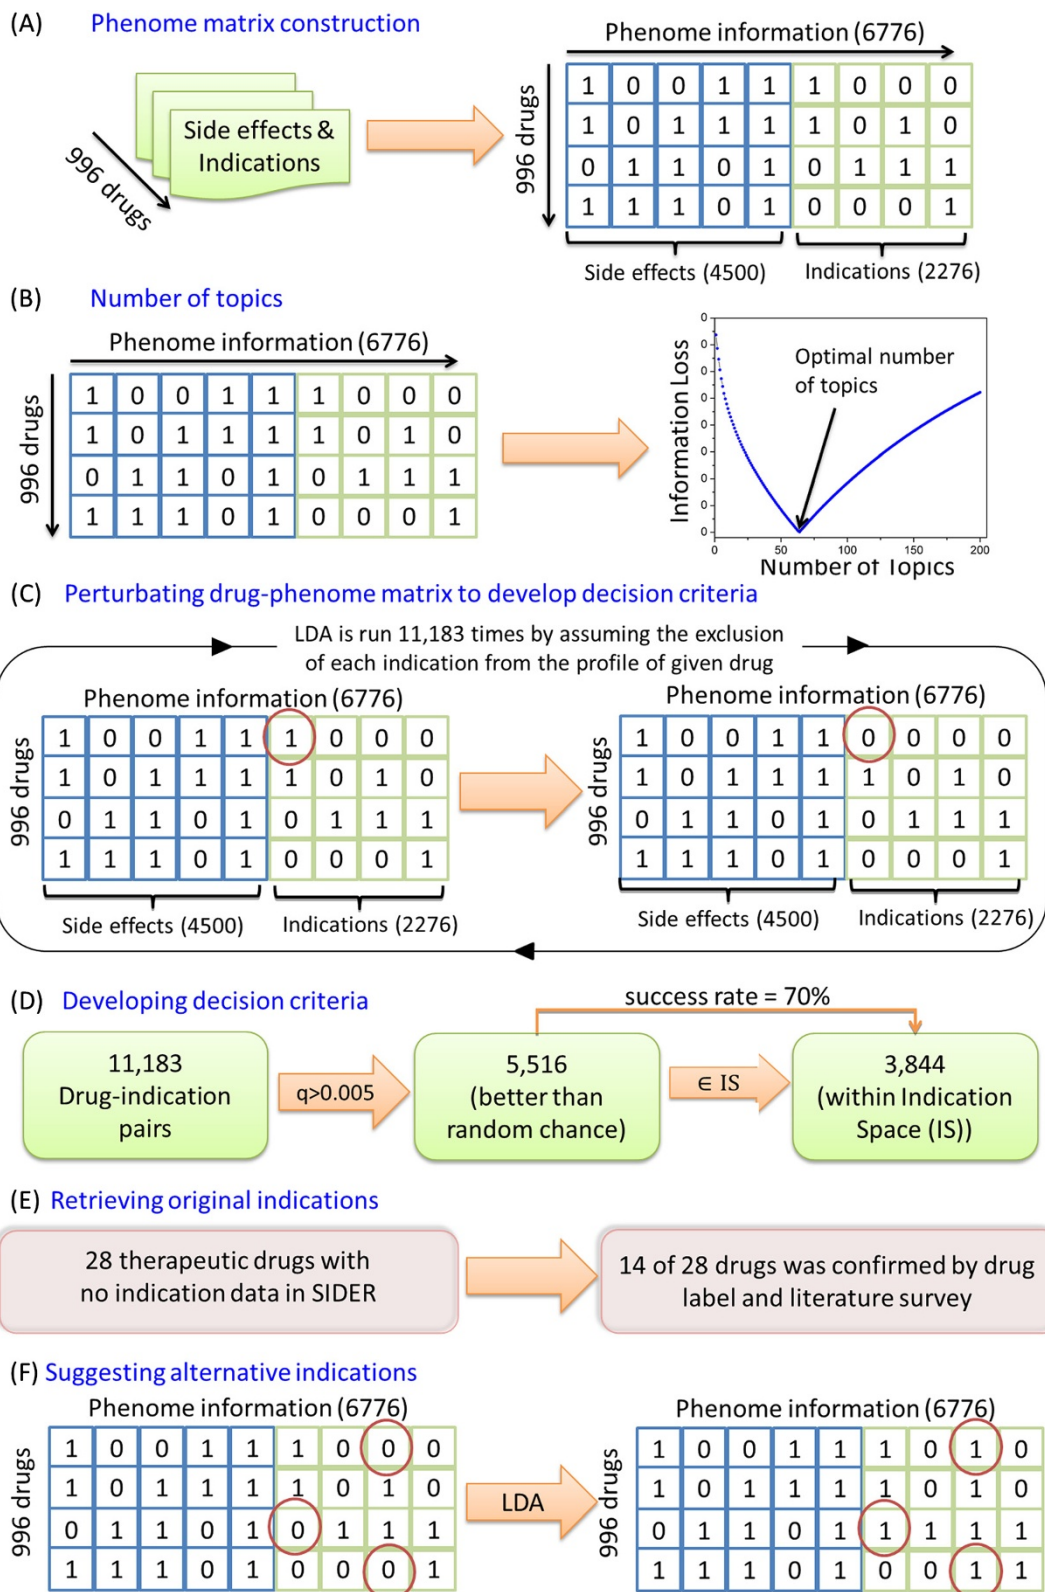 (A) Phenome matrix construction
Phenome information (6776)
996 drugs
Side effects &
Indications
996 drugs
1 0 0 1 1 1 0 0 0
1 0 1 1 1 1 0 1 0
0 1 1 0 1 0 1 1 1
1 1 1 0 1 0 0 0 1
Side effects (4500) Indications (2276)
(B) Number of topics
Phenome information (6776)
996 drugs
1 0 0 1 1 1 0 0 0
1 0 1 1 1 1 0 1 0
0 1 1 0 1 0 1 1 1
1 1 1 0 1 0 0 0 1
Information Loss
0
0
0
0
0
0
0
0
0
Optimal number
of topics
0 50 100 150 200
Number of Topics
(C) Perturbating drug-phenome matrix to develop decision criteria
LDA is run 11,183 times by assuming the exclusion
of each indication from the profile of given drug
Phenome information (6776)
996 drugs
1 0 0 1 1 1 0 0 0
1 0 1 1 1 1 0 1 0
0 1 1 0 1 0 1 1 1
1 1 1 0 1 0 0 0 1
Side effects (4500) Indications (2276)
Phenome information (6776)
996 drugs
1 0 0 1 1 0 0 0 0
1 0 1 1 1 1 0 1 0
0 1 1 0 1 0 1 1 1
1 1 1 0 1 0 0 0 1
Side effects (4500) Indications (2276)
(D) Developing decision criteria
success rate = 70%
11,183
Drug-indication
pairs
q>0.005
5,516
(better than
random chance)
∈ IS
3,844
(within Indication
Space (IS))
(E) Retrieving original indications
28 therapeutic drugs with
no indication data in SIDER
14 of 28 drugs was confirmed by drug
label and literature survey
(F) Suggesting alternative indications
Phenome information (6776)
996 drugs
1 0 0 1 1 1 0 0 0
1 0 1 1 1 1 0 1 0
0 1 1 0 1 0 1 1 1
1 1 1 0 1 0 0 0 1
LDA
Phenome information (6776)
996 drugs
1 0 0 1 1 1 0 1 0
1 0 1 1 1 1 0 1 0
0 1 1 0 1 1 1 1 1
1 1 1 0 1 0 0 1 1